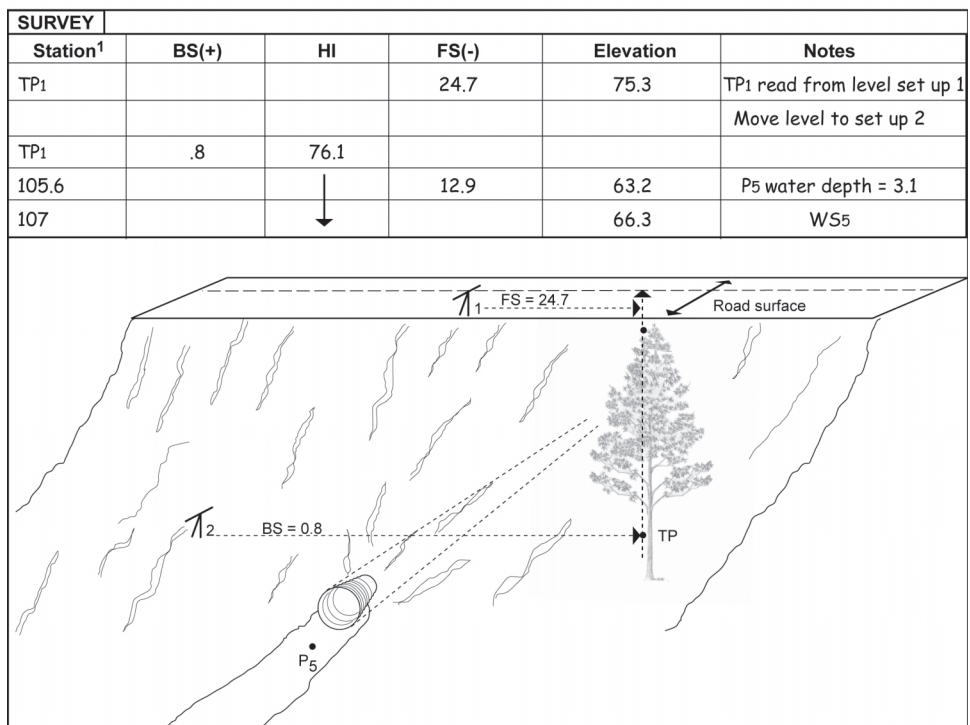 SURVEY
Station1 BS(+) HI FS(-) Elevation Notes
TP1 24.7 75.3 TP1 read from level set up 1
Move level to set up 2
TP1 .8 76.1
105.6 12.9 63.2 P5 water depth = 3.1
107 66.3 WS5
1 FS = 24.7 Road surface
2 BS = 0.8 TP
P5